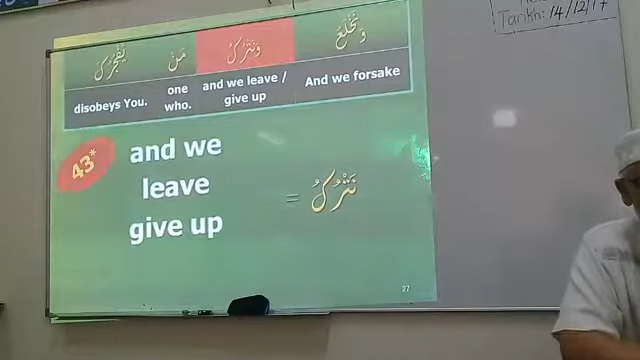 Tarikh: 14/12/17
وَنَخْلَعُ وَنَتْرُكُ مَنْ يَفْجُرُكَ
And we forsake
and we leave / give up
one who.
disobeys You.
43*
and we
leave
give up
= نَتْرُكُ
27